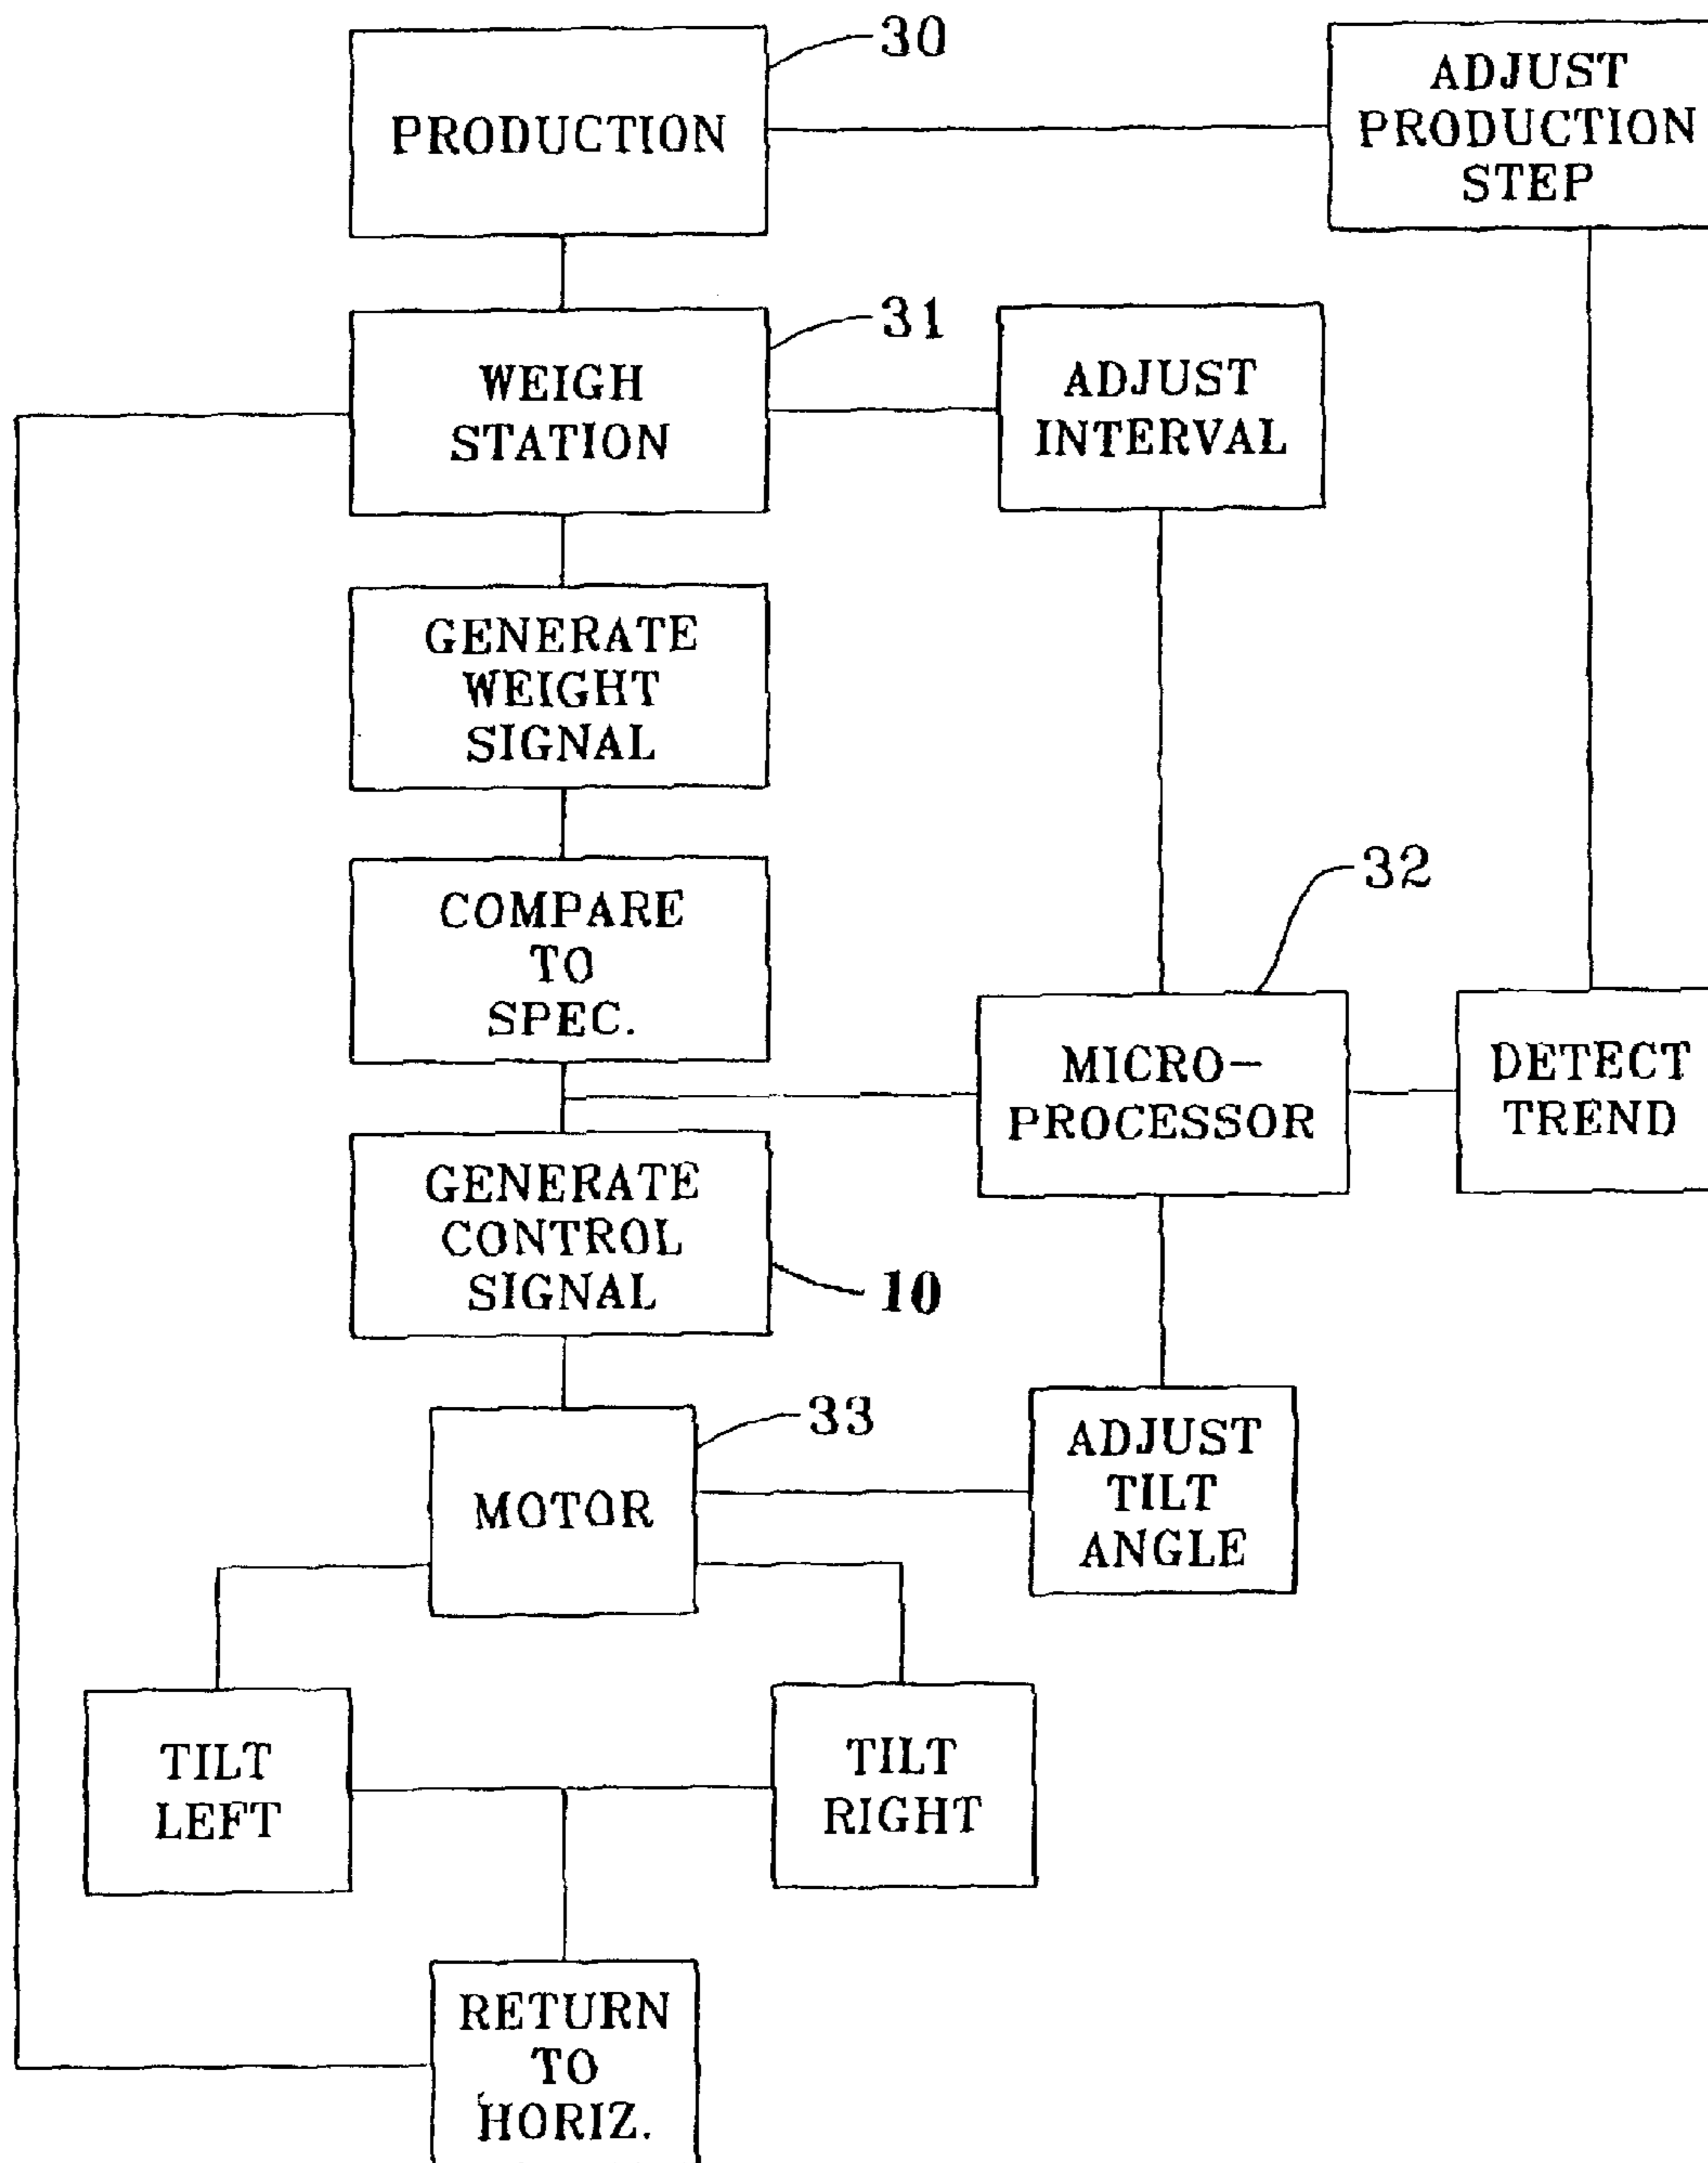 30
PRODUCTION
ADJUST
PRODUCTION
STEP
31
WEIGH
STATION
ADJUST
INTERVAL
GENERATE
WEIGHT
SIGNAL
COMPARE
TO
SPEC.
32
MICRO-
PROCESSOR
DETECT
TREND
GENERATE
CONTROL
SIGNAL
10
33
MOTOR
ADJUST
TILT
ANGLE
TILT
LEFT
TILT
RIGHT
RETURN
TO
HORIZ.